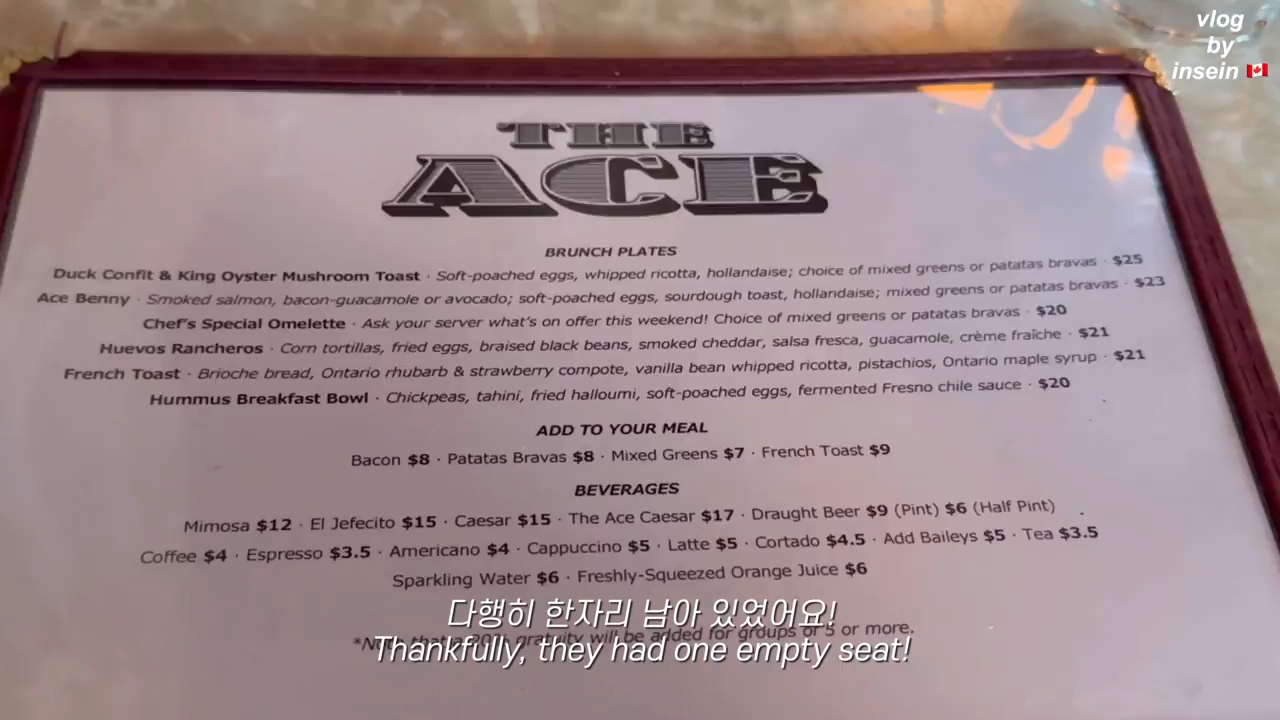 vlog
by
insein
THE
ACE
BRUNCH PLATES
Duck Confit & King Oyster Mushroom Toast · Soft-poached eggs, whipped ricotta, hollandaise; choice of mixed greens or patatas bravas · $25
Ace Benny · Smoked salmon, bacon-guacamole or avocado; soft-poached eggs, sourdough toast, hollandaise; mixed greens or patatas bravas · $23
Chef's Special Omelette · Ask your server what's on offer this weekend! Choice of mixed greens or patatas bravas · $20
Huevos Rancheros · Corn tortillas, fried eggs, braised black beans, smoked cheddar, salsa fresca, guacamole, crème fraîche · $21
French Toast · Brioche bread, Ontario rhubarb & strawberry compote, vanilla bean whipped ricotta, pistachios, Ontario maple syrup · $21
Hummus Breakfast Bowl · Chickpeas, tahini, fried halloumi, soft-poached eggs, fermented Fresno chile sauce · $20
ADD TO YOUR MEAL
Bacon $8 · Patatas Bravas $8 · Mixed Greens $7 · French Toast $9
BEVERAGES
Mimosa $12 · El Jefecito $15 · Caesar $15 · The Ace Caesar $17 · Draught Beer $9 (Pint) $6 (Half Pint)
Coffee $4 · Espresso $3.5 · Americano $4 · Cappuccino $5 · Latte $5 · Cortado $4.5 · Add Baileys $5 · Tea $3.5
Sparkling Water $6 · Freshly-Squeezed Orange Juice $6
다행히 한자리 남아 있었어요!
gratuity will be added for groups of 5 or more.
Thankfully, they had one empty seat!